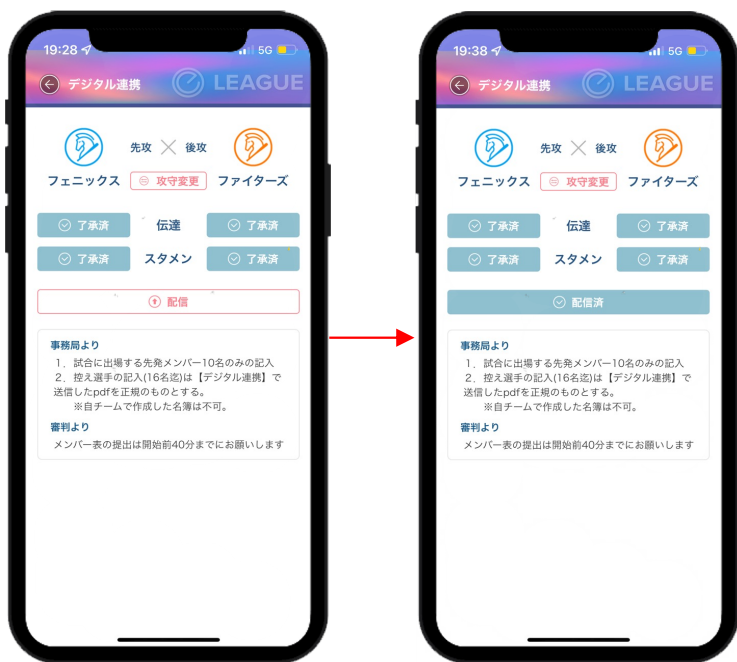 19:28
5G
デジタル連携
LEAGUE
先攻 後攻
フェニックス 攻守変更 ファイターズ
了承済 伝達 了承済
了承済 スタメン 了承済
配信
事務局より
1．試合に出場する先発メンバー10名のみの記入
2．控え選手の記入(16名迄)は【デジタル連携】で
送信したpdfを正規のものとする。
※自チームで作成した名簿は不可。
審判より
メンバー表の提出は開始前40分までにお願いします
19:38
5G
デジタル連携
LEAGUE
先攻 後攻
フェニックス 攻守変更 ファイターズ
了承済 伝達 了承済
了承済 スタメン 了承済
配信済
事務局より
1．試合に出場する先発メンバー10名のみの記入
2．控え選手の記入(16名迄)は【デジタル連携】で
送信したpdfを正規のものとする。
※自チームで作成した名簿は不可。
審判より
メンバー表の提出は開始前40分までにお願いします